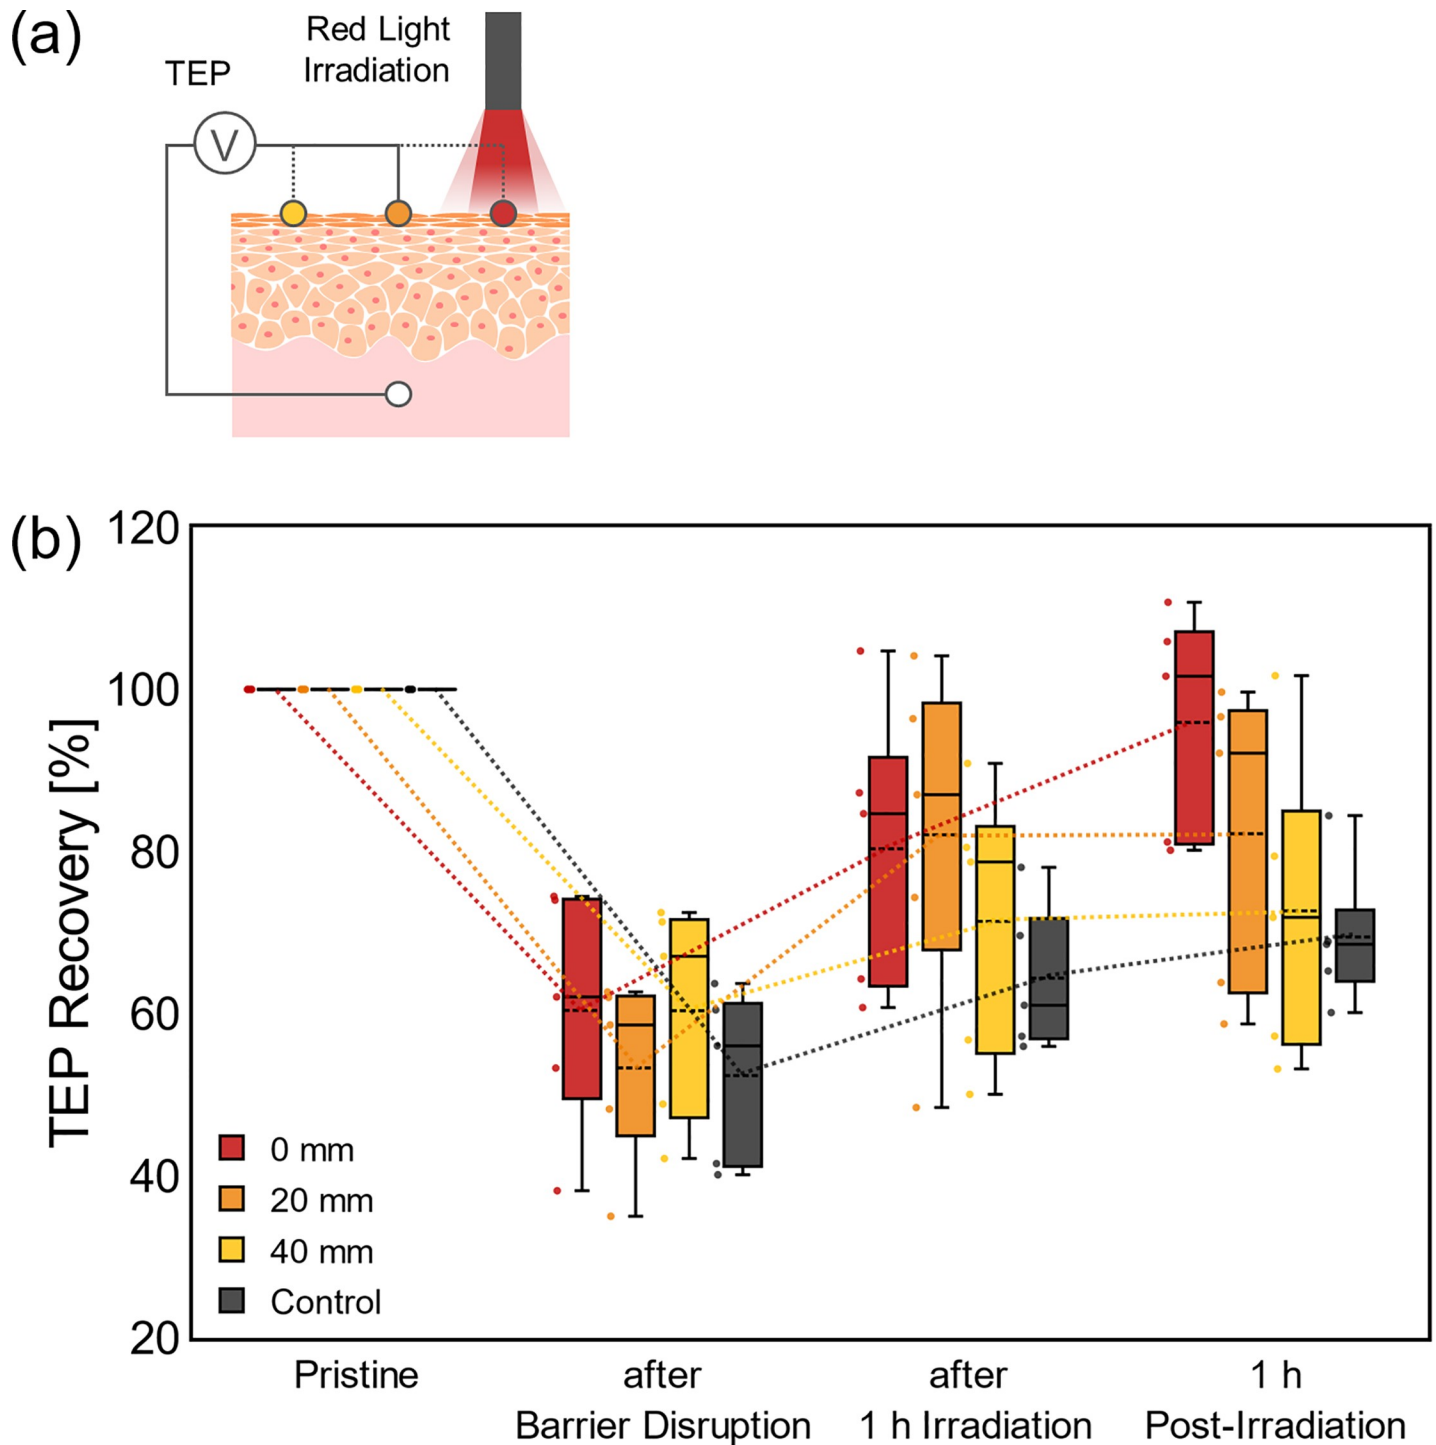 (a)
Red Light
Irradiation
TEP
V
(b)
120
100
80
60
40
20
TEP Recovery [%]
0 mm
20 mm
40 mm
Control
Pristine
after
Barrier Disruption
after
1 h Irradiation
1 h
Post-Irradiation